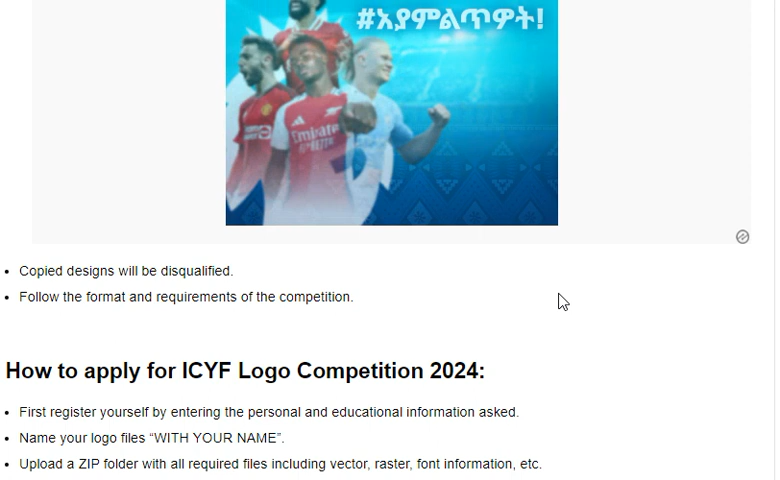 #አያምልጥዎት!
Emirates
Copied designs will be disqualified.
Follow the format and requirements of the competition.
How to apply for ICYF Logo Competition 2024:
First register yourself by entering the personal and educational information asked.
Name your logo files “WITH YOUR NAME”.
Upload a ZIP folder with all required files including vector, raster, font information, etc.